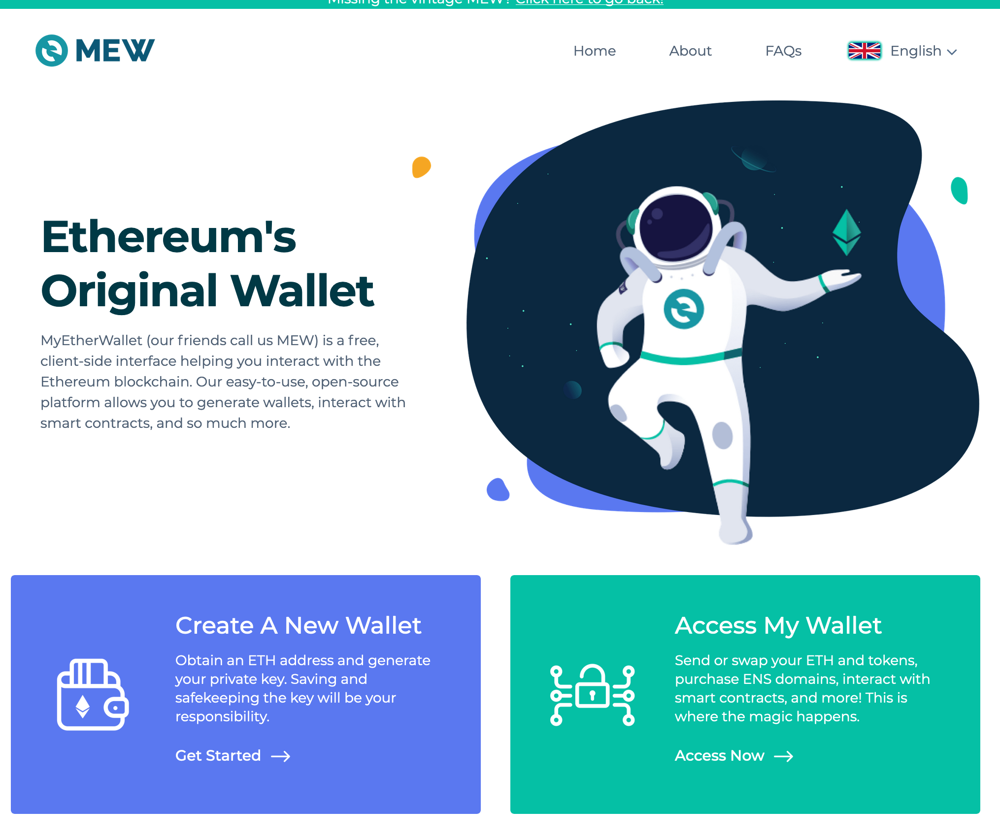 Missing the vintage MEW? Click here to go back!
MEW
Home
About
FAQs
English
Ethereum's
Original Wallet
MyEtherWallet (our friends call us MEW) is a free,
client-side interface helping you interact with the
Ethereum blockchain. Our easy-to-use, open-source
platform allows you to generate wallets, interact with
smart contracts, and so much more.
Create A New Wallet
Obtain an ETH address and generate
your private key. Saving and
safekeeping the key will be your
responsibility.
Get Started
Access My Wallet
Send or swap your ETH and tokens,
purchase ENS domains, interact with
smart contracts, and more! This is
where the magic happens.
Access Now